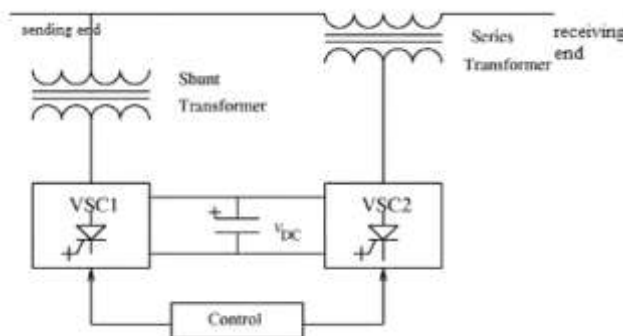 sending end
Series
Transformer
receiving
end
Shunt
Transformer
VSC1
+
V
DC
VSC2
Control